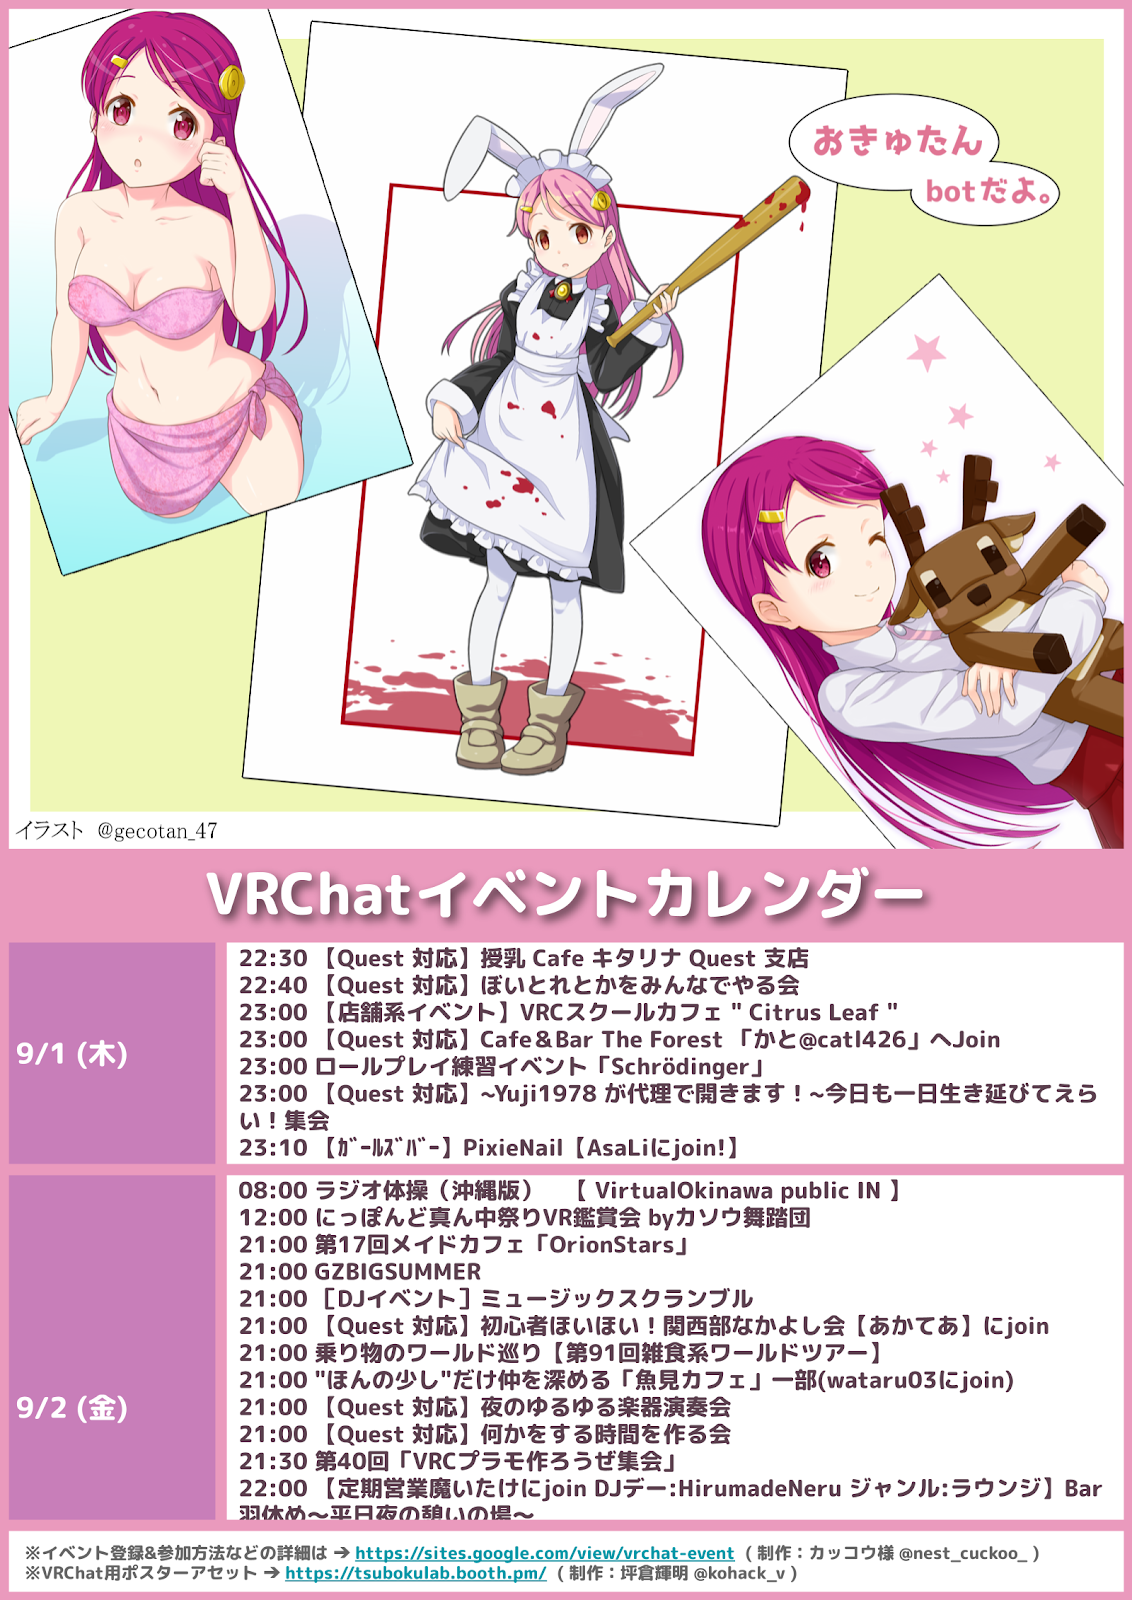 おきゅたん
botだよ。
イラスト @gecotan_47
VRChatイベントカレンダー
9/1 (木)
22:30 【Quest 対応】授乳 Cafe キタリナ Quest 支店
22:40 【Quest 対応】ぼいとれとかをみんなでやる会
23:00 【店舗系イベント】VRCスクールカフェ " Citrus Leaf "
23:00 【Quest 対応】Cafe＆Bar The Forest 「かと@catl426」へJoin
23:00 ロールプレイ練習イベント「Schrödinger」
23:00 【Quest 対応】~Yuji1978 が代理で開きます！~今日も一日生き延びてえら
い！集会
23:10 【ｶﾞｰﾙｽﾞﾊﾞｰ】PixieNail【AsaLiにjoin!】
9/2 (金)
08:00 ラジオ体操（沖縄版）　【 VirtualOkinawa public IN 】
12:00 にっぽんど真ん中祭りVR鑑賞会 byカソウ舞踏団
21:00 第17回メイドカフェ「OrionStars」
21:00 GZBIGSUMMER
21:00 ［DJイベント］ミュージックスクランブル
21:00 【Quest 対応】初心者ほいほい！関西部なかよし会【あかてあ】にjoin
21:00 乗り物のワールド巡り【第91回雑食系ワールドツアー】
21:00 "ほんの少し"だけ仲を深める「魚見カフェ」一部(wataru03にjoin)
21:00 【Quest 対応】夜のゆるゆる楽器演奏会
21:00 【Quest 対応】何かをする時間を作る会
21:30 第40回「VRCプラモ作ろうぜ集会」
22:00 【定期営業魔いたけにjoin DJデー:HirumadeNeru ジャンル:ラウンジ】Bar
羽休め～平日夜の憩いの場～
※イベント登録&参加方法などの詳細は ➔ https://sites.google.com/view/vrchat-event ( 制作：カッコウ様 @nest_cuckoo_ )
※VRChat用ポスターアセット ➔ https://tsubokulab.booth.pm/ ( 制作：坪倉輝明 @kohack_v )